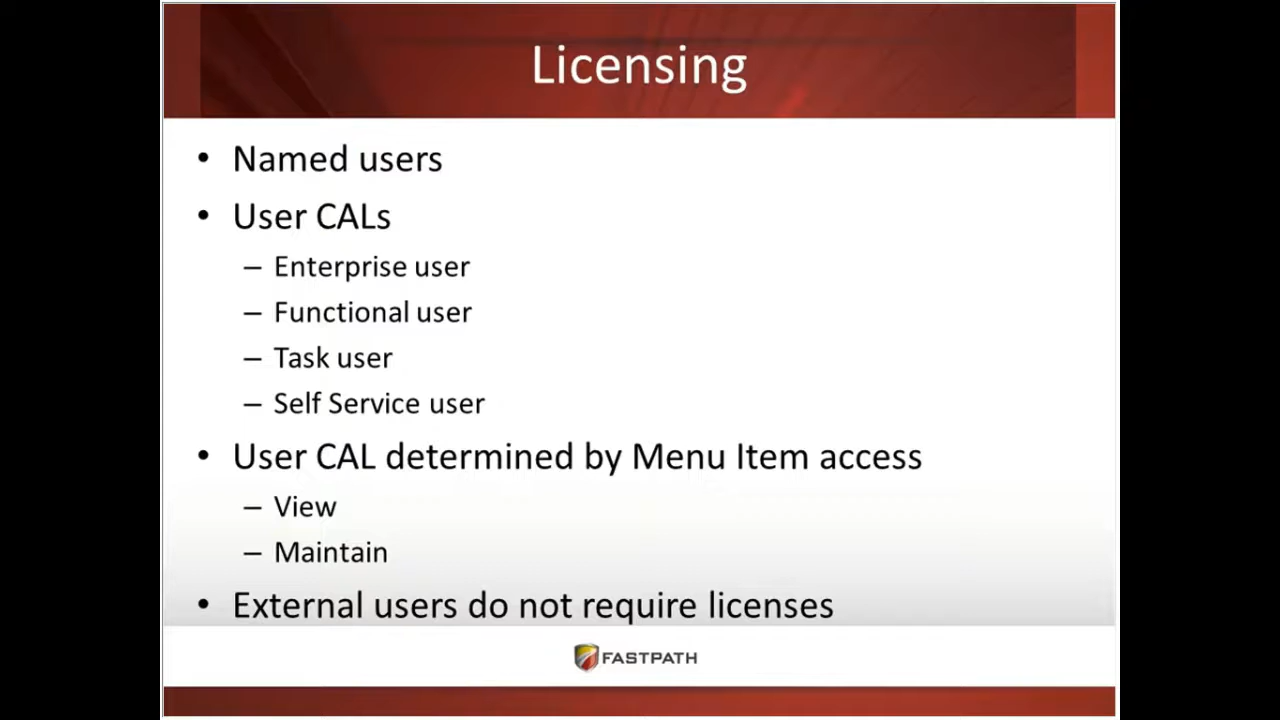 Licensing
• Named users
• User CALs
– Enterprise user
– Functional user
– Task user
– Self Service user
• User CAL determined by Menu Item access
– View
– Maintain
• External users do not require licenses
FASTPATH